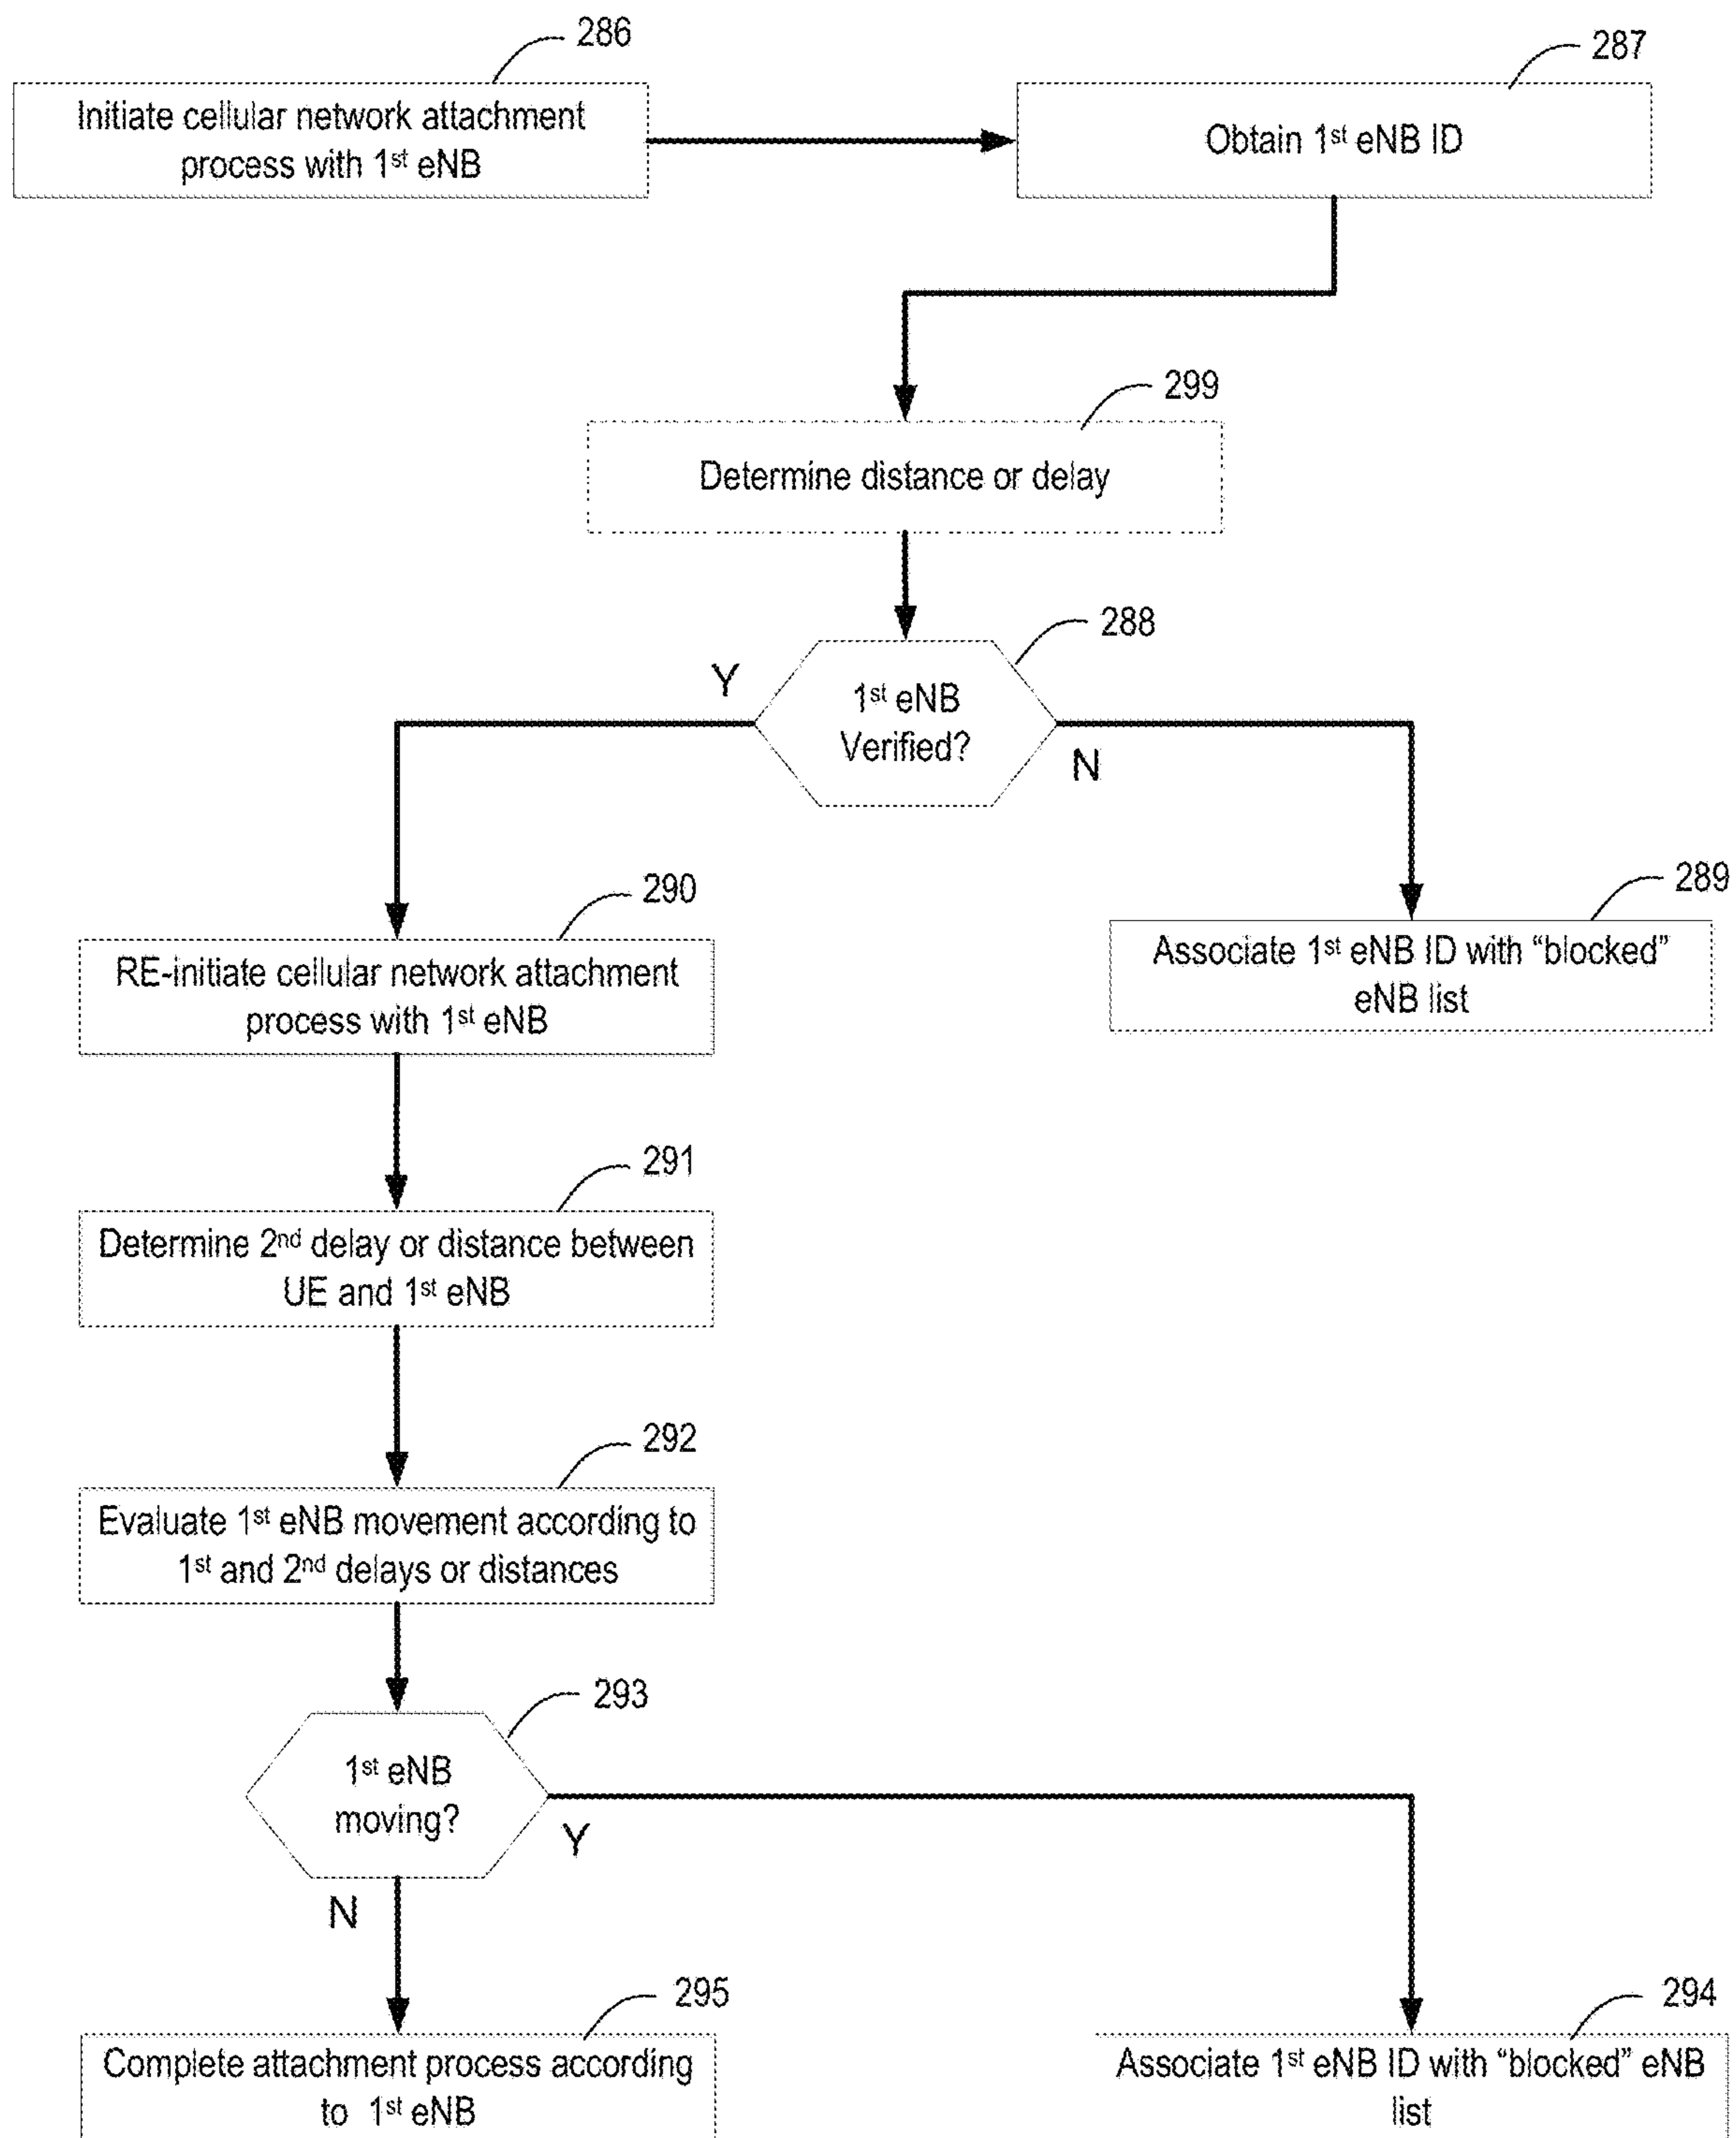 286
287
Initiate cellular network attachment
process with 1st eNB
Obtain 1st eNB ID
299
Determine distance or delay
288
Y
1st eNB
Verified?
N
290
289
RE-initiate cellular network attachment
process with 1st eNB
Associate 1st eNB ID with “blocked”
eNB list
291
Determine 2nd delay or distance between
UE and 1st eNB
292
Evaluate 1st eNB movement according to
1st and 2nd delays or distances
293
1st eNB
moving?
Y
N
295
294
Complete attachment process according
to 1st eNB
Associate 1st eNB ID with “blocked” eNB
list